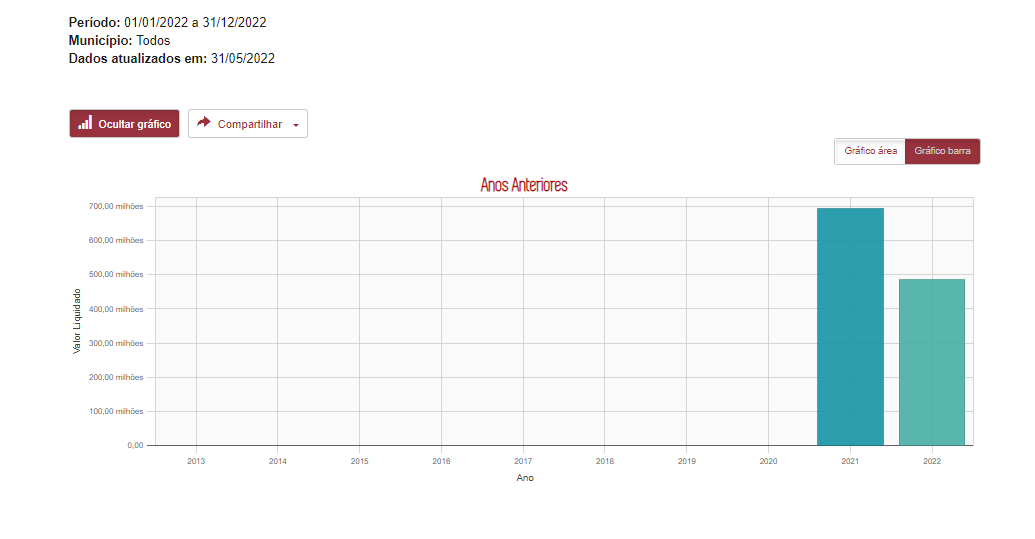 Período: 01/01/2022 a 31/12/2022
Município: Todos
Dados atualizados em: 31/05/2022
Ocultar gráfico
Compartilhar
Gráfico área
Gráfico barra
Anos Anteriores
700,00 milhões
600,00 milhões
500,00 milhões
400,00 milhões
300,00 milhões
200,00 milhões
100,00 milhões
0,00
Valor Liquidado
2013 2014 2015 2016 2017 2018 2019 2020 2021 2022
Ano